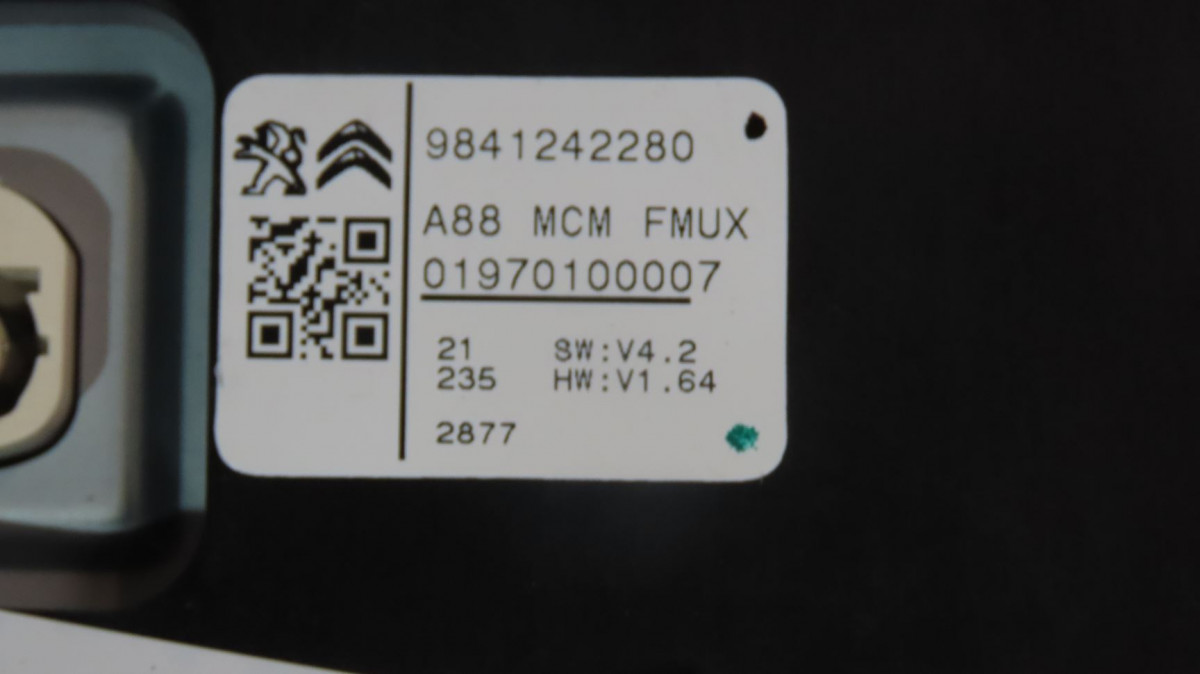 9841242280
A88 MCM FMUX
01970100007
21 SW:V4.2
235 HW:V1.64
2877